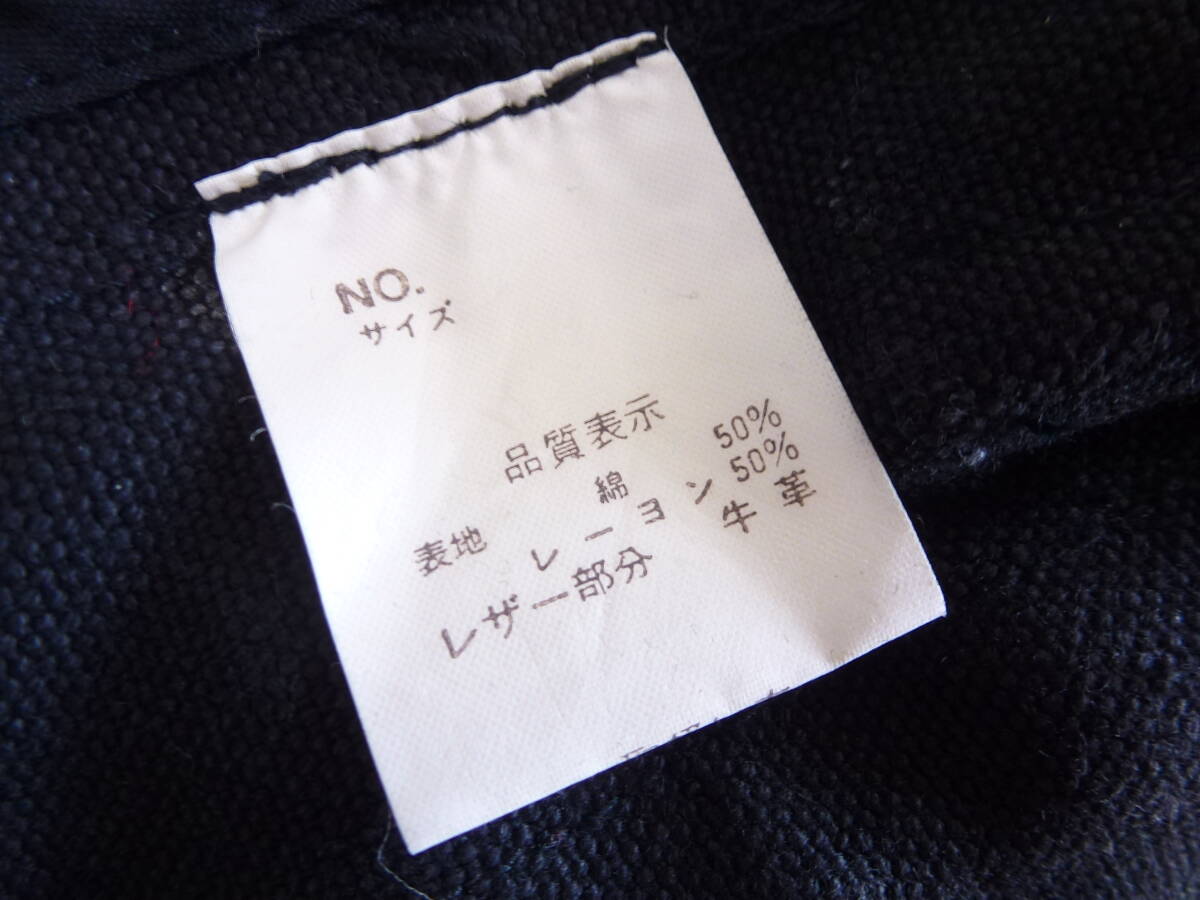 NO.
サイズ
品質表示
表地 綿 50%
レーヨン 50%
レザー部分 牛革